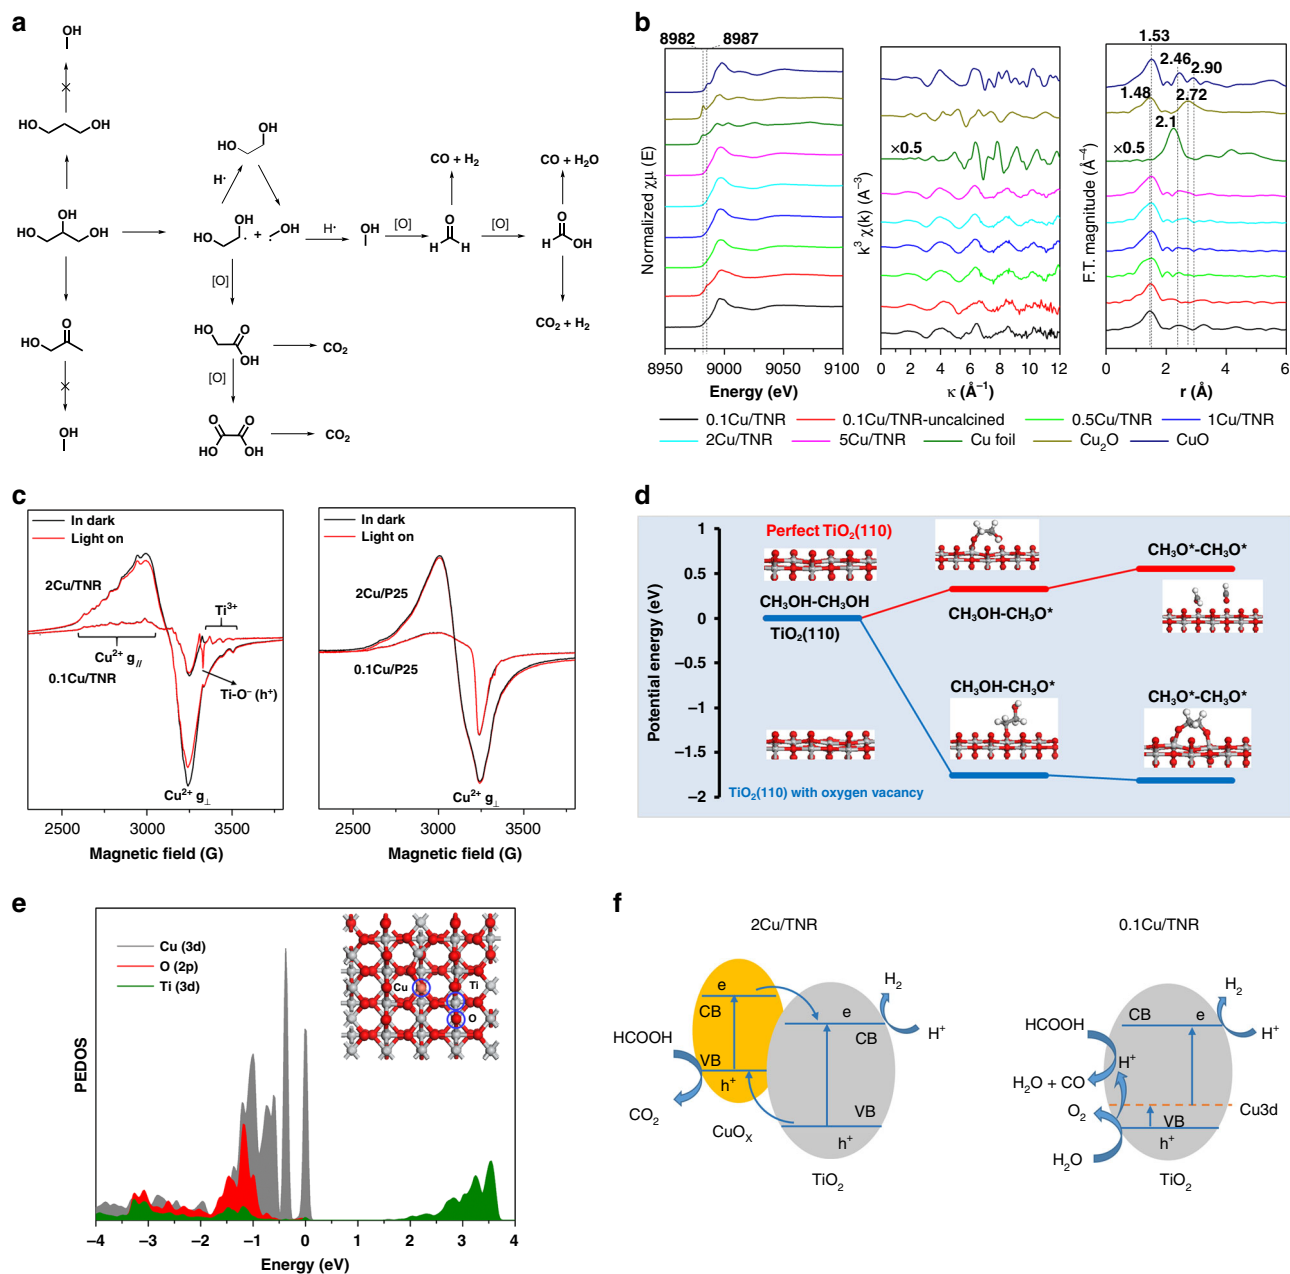 a
OH
HO OH
OH
HO OH
O
HO
OH
OH
HO
H·
OH
HO · + : OH
H·
OH
[O]
O
H H
[O]
O
H OH
CO + H2
CO + H2O
CO2 + H2
[O]
HO O
OH
CO2
[O]
O O
HO OH
CO2
b
8982 8987
Normalized χμ (E)
8950 9000 9050 9100
Energy (eV)
×0.5
k³ χ(k) (Å⁻³)
0 2 4 6 8 10 12
κ (Å⁻¹)
1.53
2.46
2.90
1.48 2.72
2.1
×0.5
F.T. magnitude (Å⁻⁴)
0 2 4 6
r (Å)
0.1Cu/TNR 0.1Cu/TNR-uncalcined 0.5Cu/TNR 1Cu/TNR
2Cu/TNR 5Cu/TNR Cu foil Cu2O CuO
c
In dark
Light on
2Cu/TNR
Ti3+
Cu2+ g//
0.1Cu/TNR
Ti-O⁻ (h⁺)
Cu2+ g⊥
2500 3000 3500
Magnetic field (G)
In dark
Light on
2Cu/P25
0.1Cu/P25
Cu2+ g⊥
2500 3000 3500
Magnetic field (G)
d
Potential energy (eV)
1
0.5
0
−0.5
−1
−1.5
−2
Perfect TiO2(110)
CH3OH-CH3OH
TiO2(110)
CH3OH-CH3O*
CH3O*-CH3O*
CH3OH-CH3O*
CH3O*-CH3O*
TiO2(110) with oxygen vacancy
e
Cu (3d)
O (2p)
Ti (3d)
Cu Ti
O
PEDOS
−4 −3 −2 −1 0 1 2 3 4
Energy (eV)
f
2Cu/TNR
e
CB
HCOOH
VB
h+
CO2
CuOX
e
CB
H2
H+
VB
h+
TiO2
0.1Cu/TNR
CB e
H2
H+
HCOOH
H+
H2O + CO
O2
Cu3d
VB
h+
H2O
TiO2